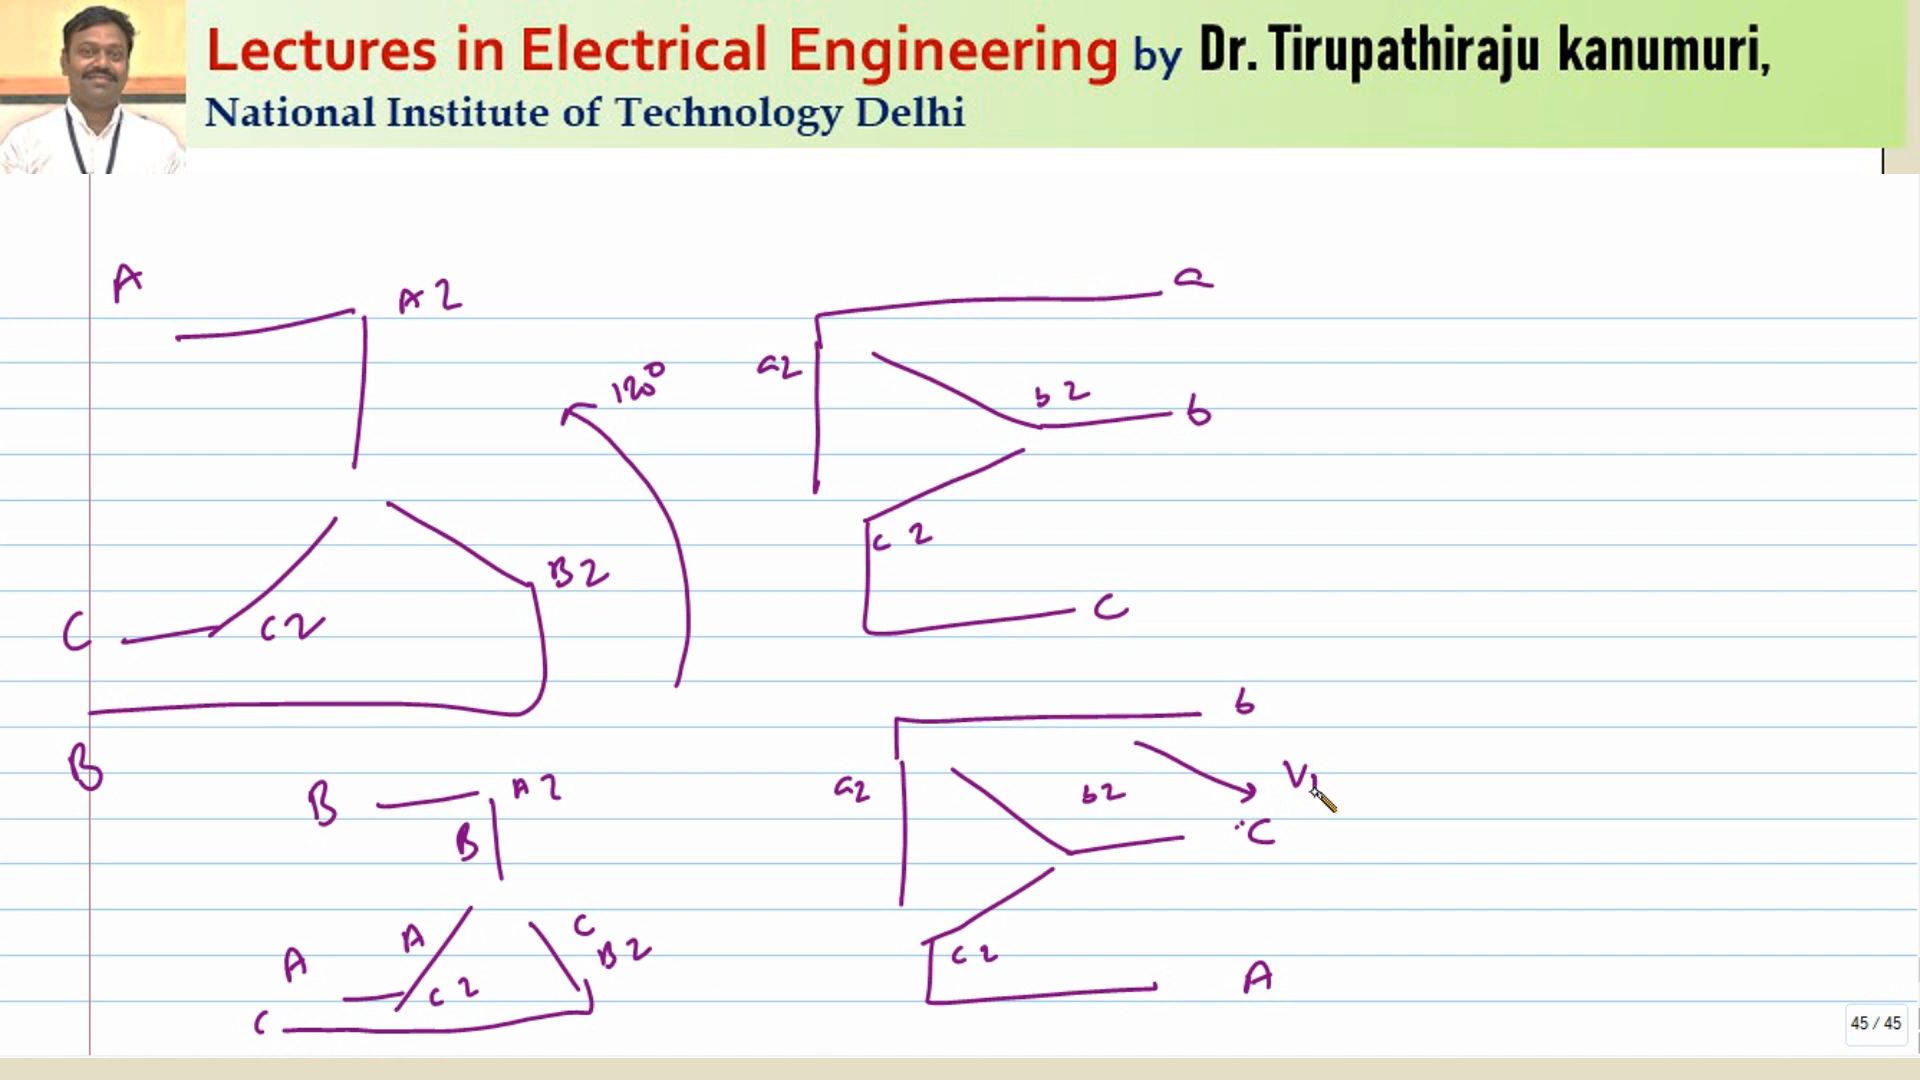 Lectures in Electrical Engineering by Dr. Tirupathiraju kanumuri,
National Institute of Technology Delhi
A
A2
a
a2
120°
b2
b
B2
c2
C
C2
C
B
b
B
A2
a2
b2
V
B
C
C
A
B2
A
C2
c2
A
C
45 / 45